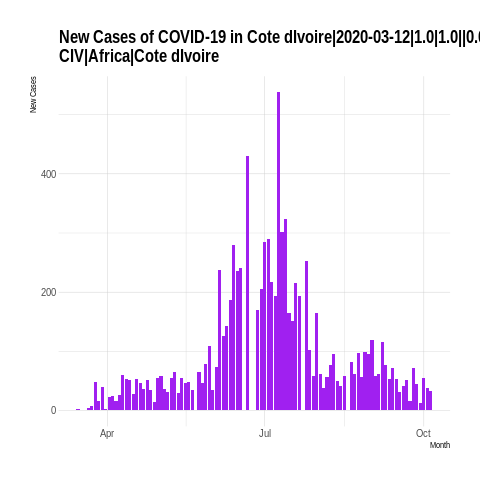 New Cases of COVID-19 in Cote dIvoire|2020-03-12|1.0|1.0||0.0
CIV|Africa|Cote dIvoire
New Cases
400
200
0
Apr
Jul
Oct
Month